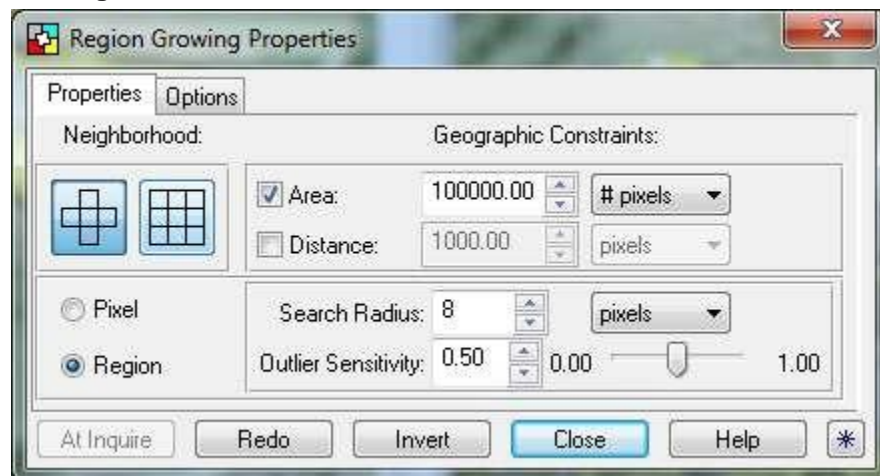 Region Growing Properties
Properties Options
Neighborhood: Geographic Constraints:
Area: 100000.00 # pixels
Distance: 1000.00 pixels
Pixel Search Radius: 8 pixels
Region Outlier Sensitivity: 0.50 0.00 1.00
At Inquire Redo Invert Close Help *